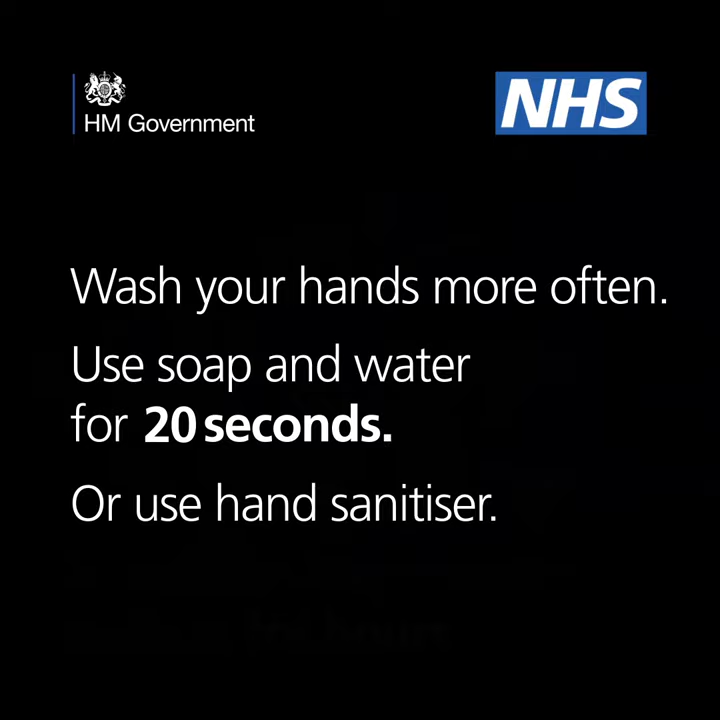 HM Government
NHS
Wash your hands more often.
Use soap and water
for 20 seconds.
Or use hand sanitiser.